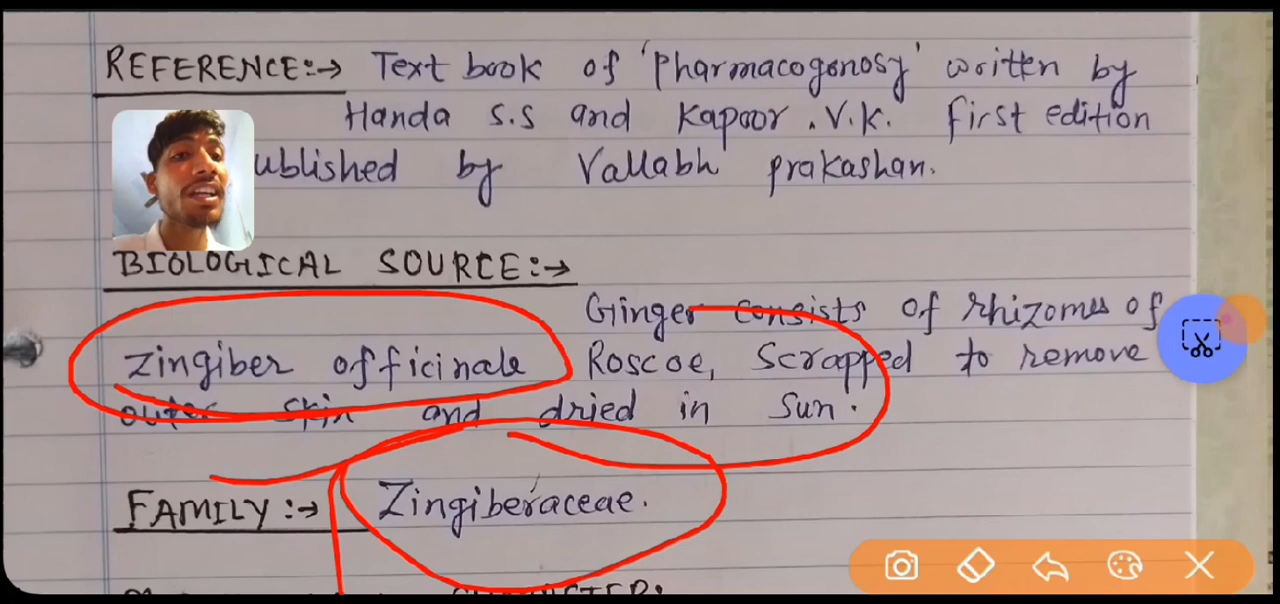 REFERENCE:→ Text book of 'Pharmacogonosy' written by
Handa S.S and Kapoor .V.K. First edition
ublished by Vallabh prakashan.
BIOLOGICAL SOURCE:→
Ginger consists of rhizomes of
Zingiber officinale Roscoe, Scrapped to remove
outer skin and dried in Sun.
FAMILY:→ Zingiberaceae.